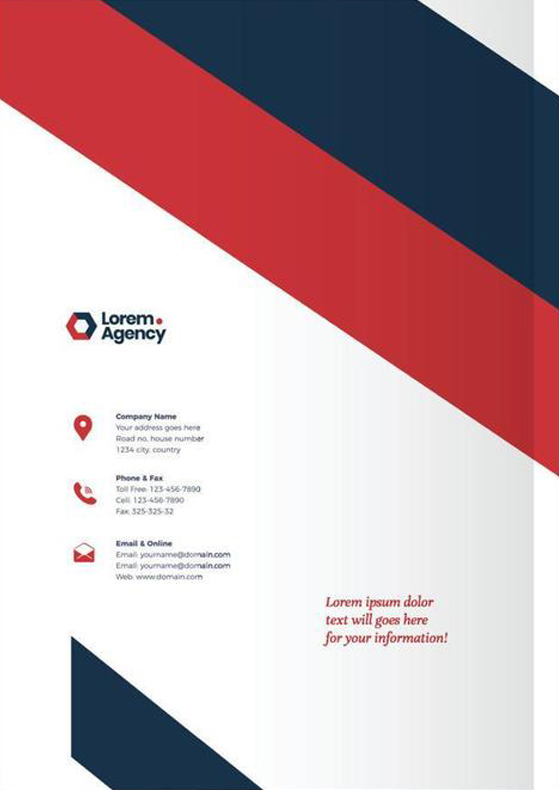 Lorem
Agency
Company Name
Your address goes here
Road no, house number
1234 city, country
Phone & Fax
Toll Free: 123-456-7890
Cell: 123-456-7890
Fax: 325-325-32
Email & Online
Email: yourname@domain.com
Email: yourname@domain.com
Web: www.domain.com
Lorem ipsum dolor
text will goes here
for your information!